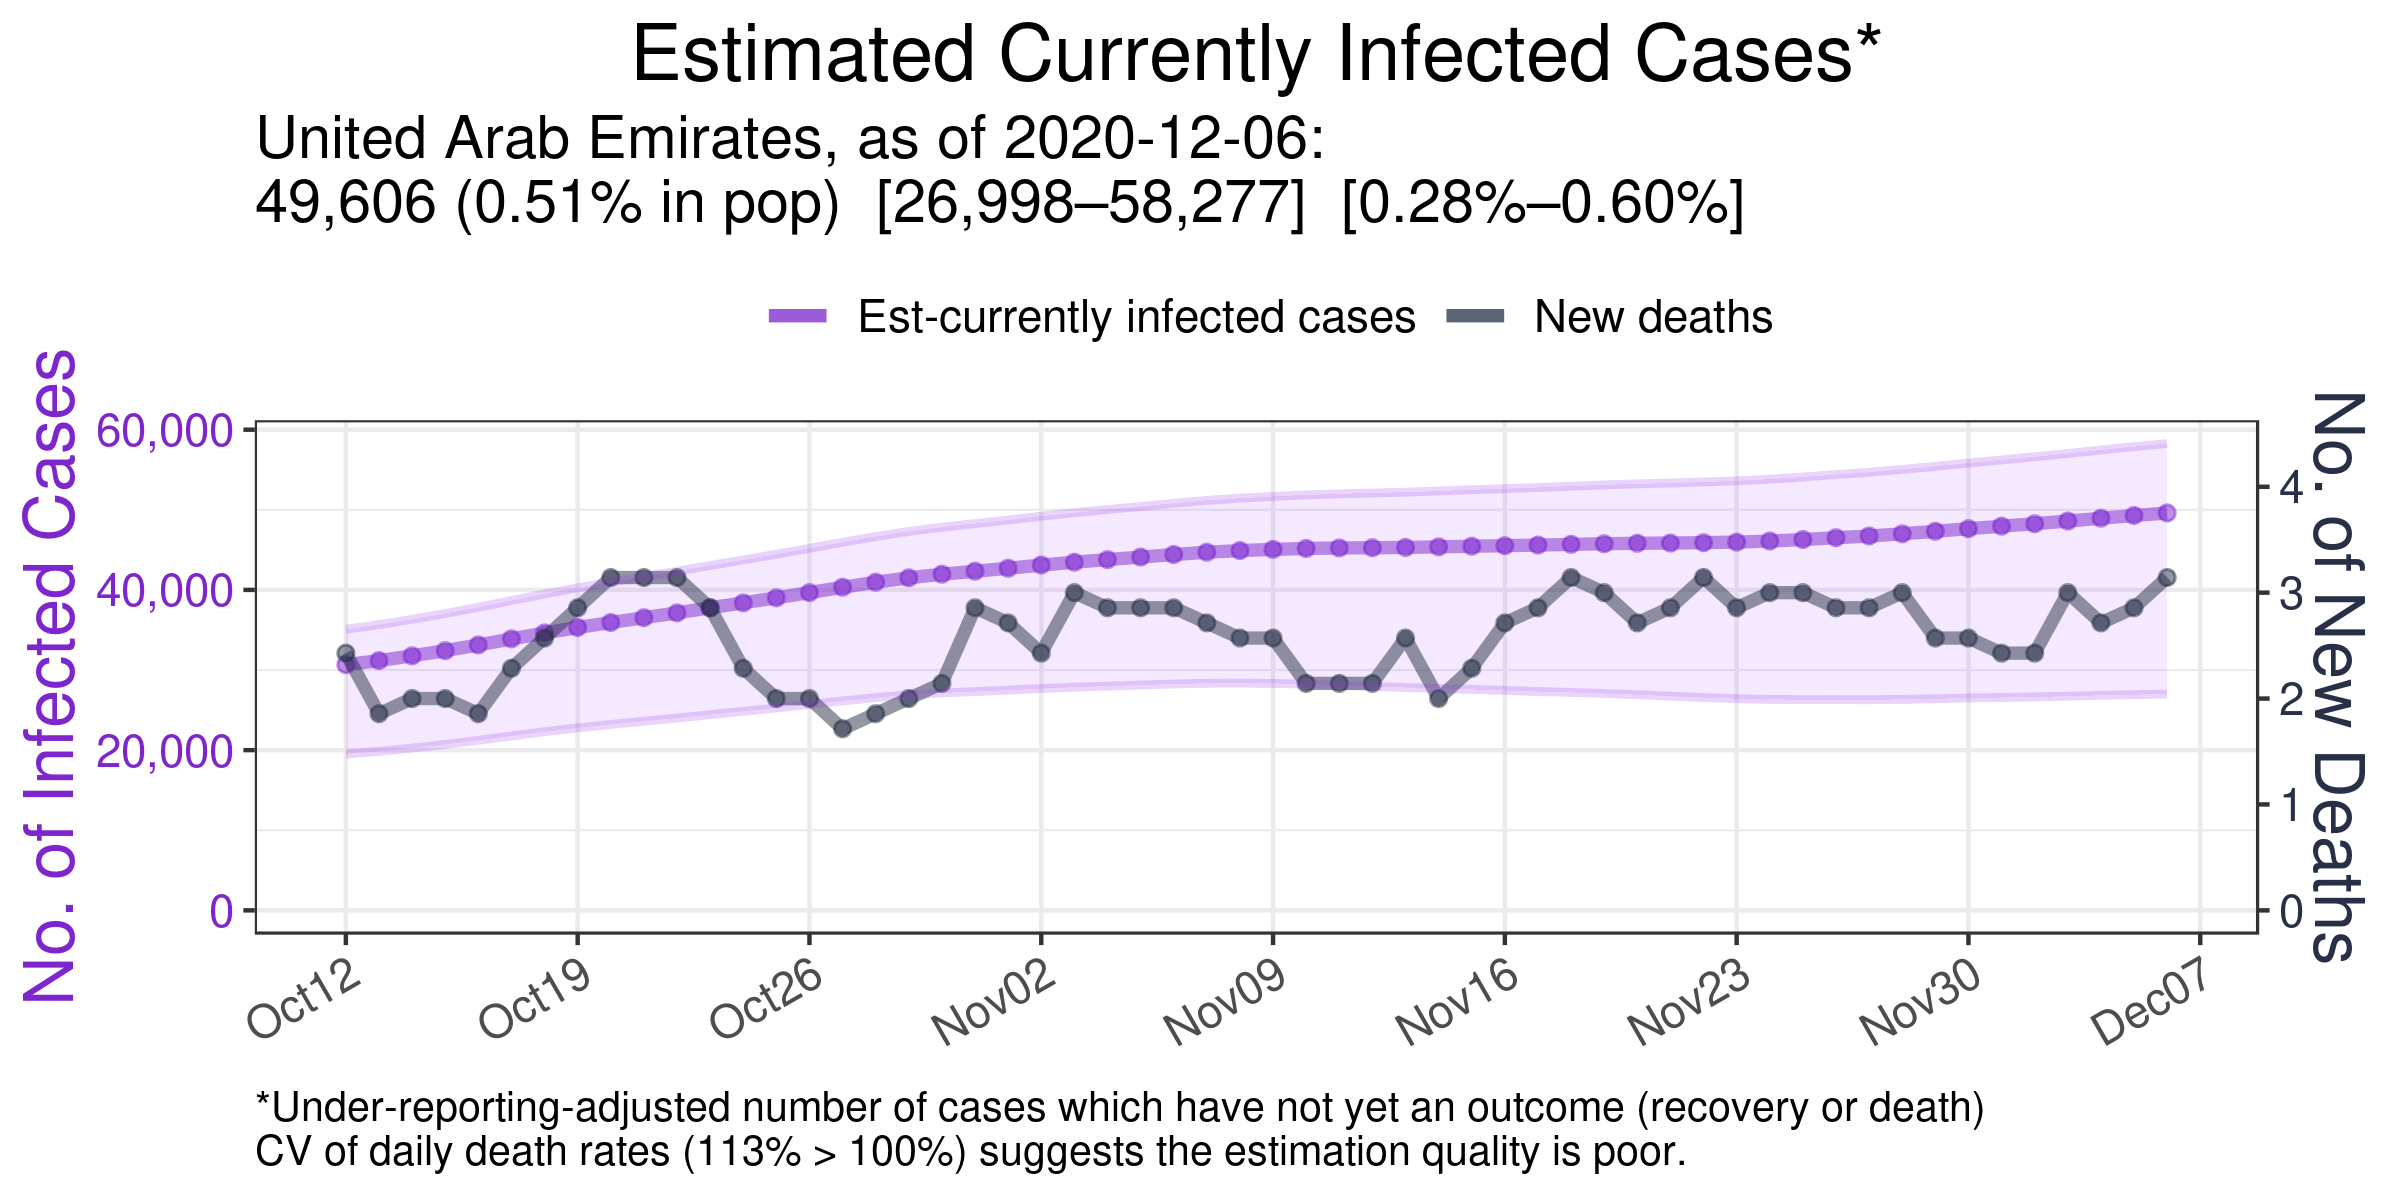 Estimated Currently Infected Cases*
United Arab Emirates, as of 2020-12-06:
49,606 (0.51% in pop)  [26,998–58,277]  [0.28%–0.60%]
Est-currently infected cases
New deaths
No. of Infected Cases
60,000
40,000
20,000
0
No. of New Deaths
4
3
2
1
0
Oct12
Oct19
Oct26
Nov02
Nov09
Nov16
Nov23
Nov30
Dec07
*Under-reporting-adjusted number of cases which have not yet an outcome (recovery or death)
CV of daily death rates (113% > 100%) suggests the estimation quality is poor.